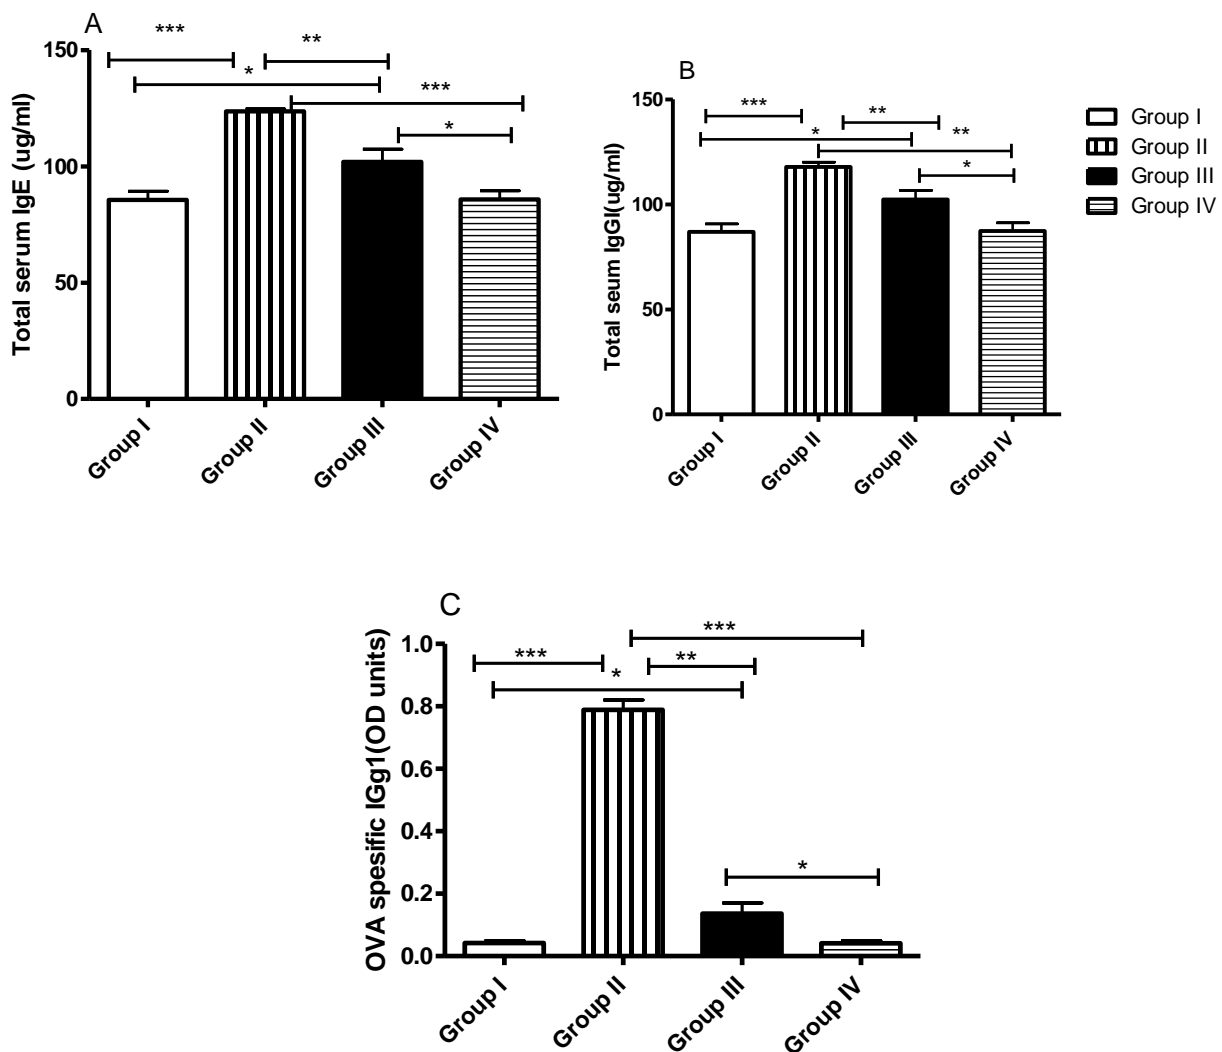 A
***
**
*
***
*
150
100
50
0
Total serum IgE (ug/ml)
Group I
Group II
Group III
Group IV
B
***
**
*
**
*
150
100
50
0
Total seum IgGI(ug/ml)
Group I
Group II
Group III
Group IV
Group I
Group II
Group III
Group IV
C
***
***
**
*
*
1.0
0.8
0.6
0.4
0.2
0.0
OVA spesific IGg1(OD units)
Group I
Group II
Group III
Group IV